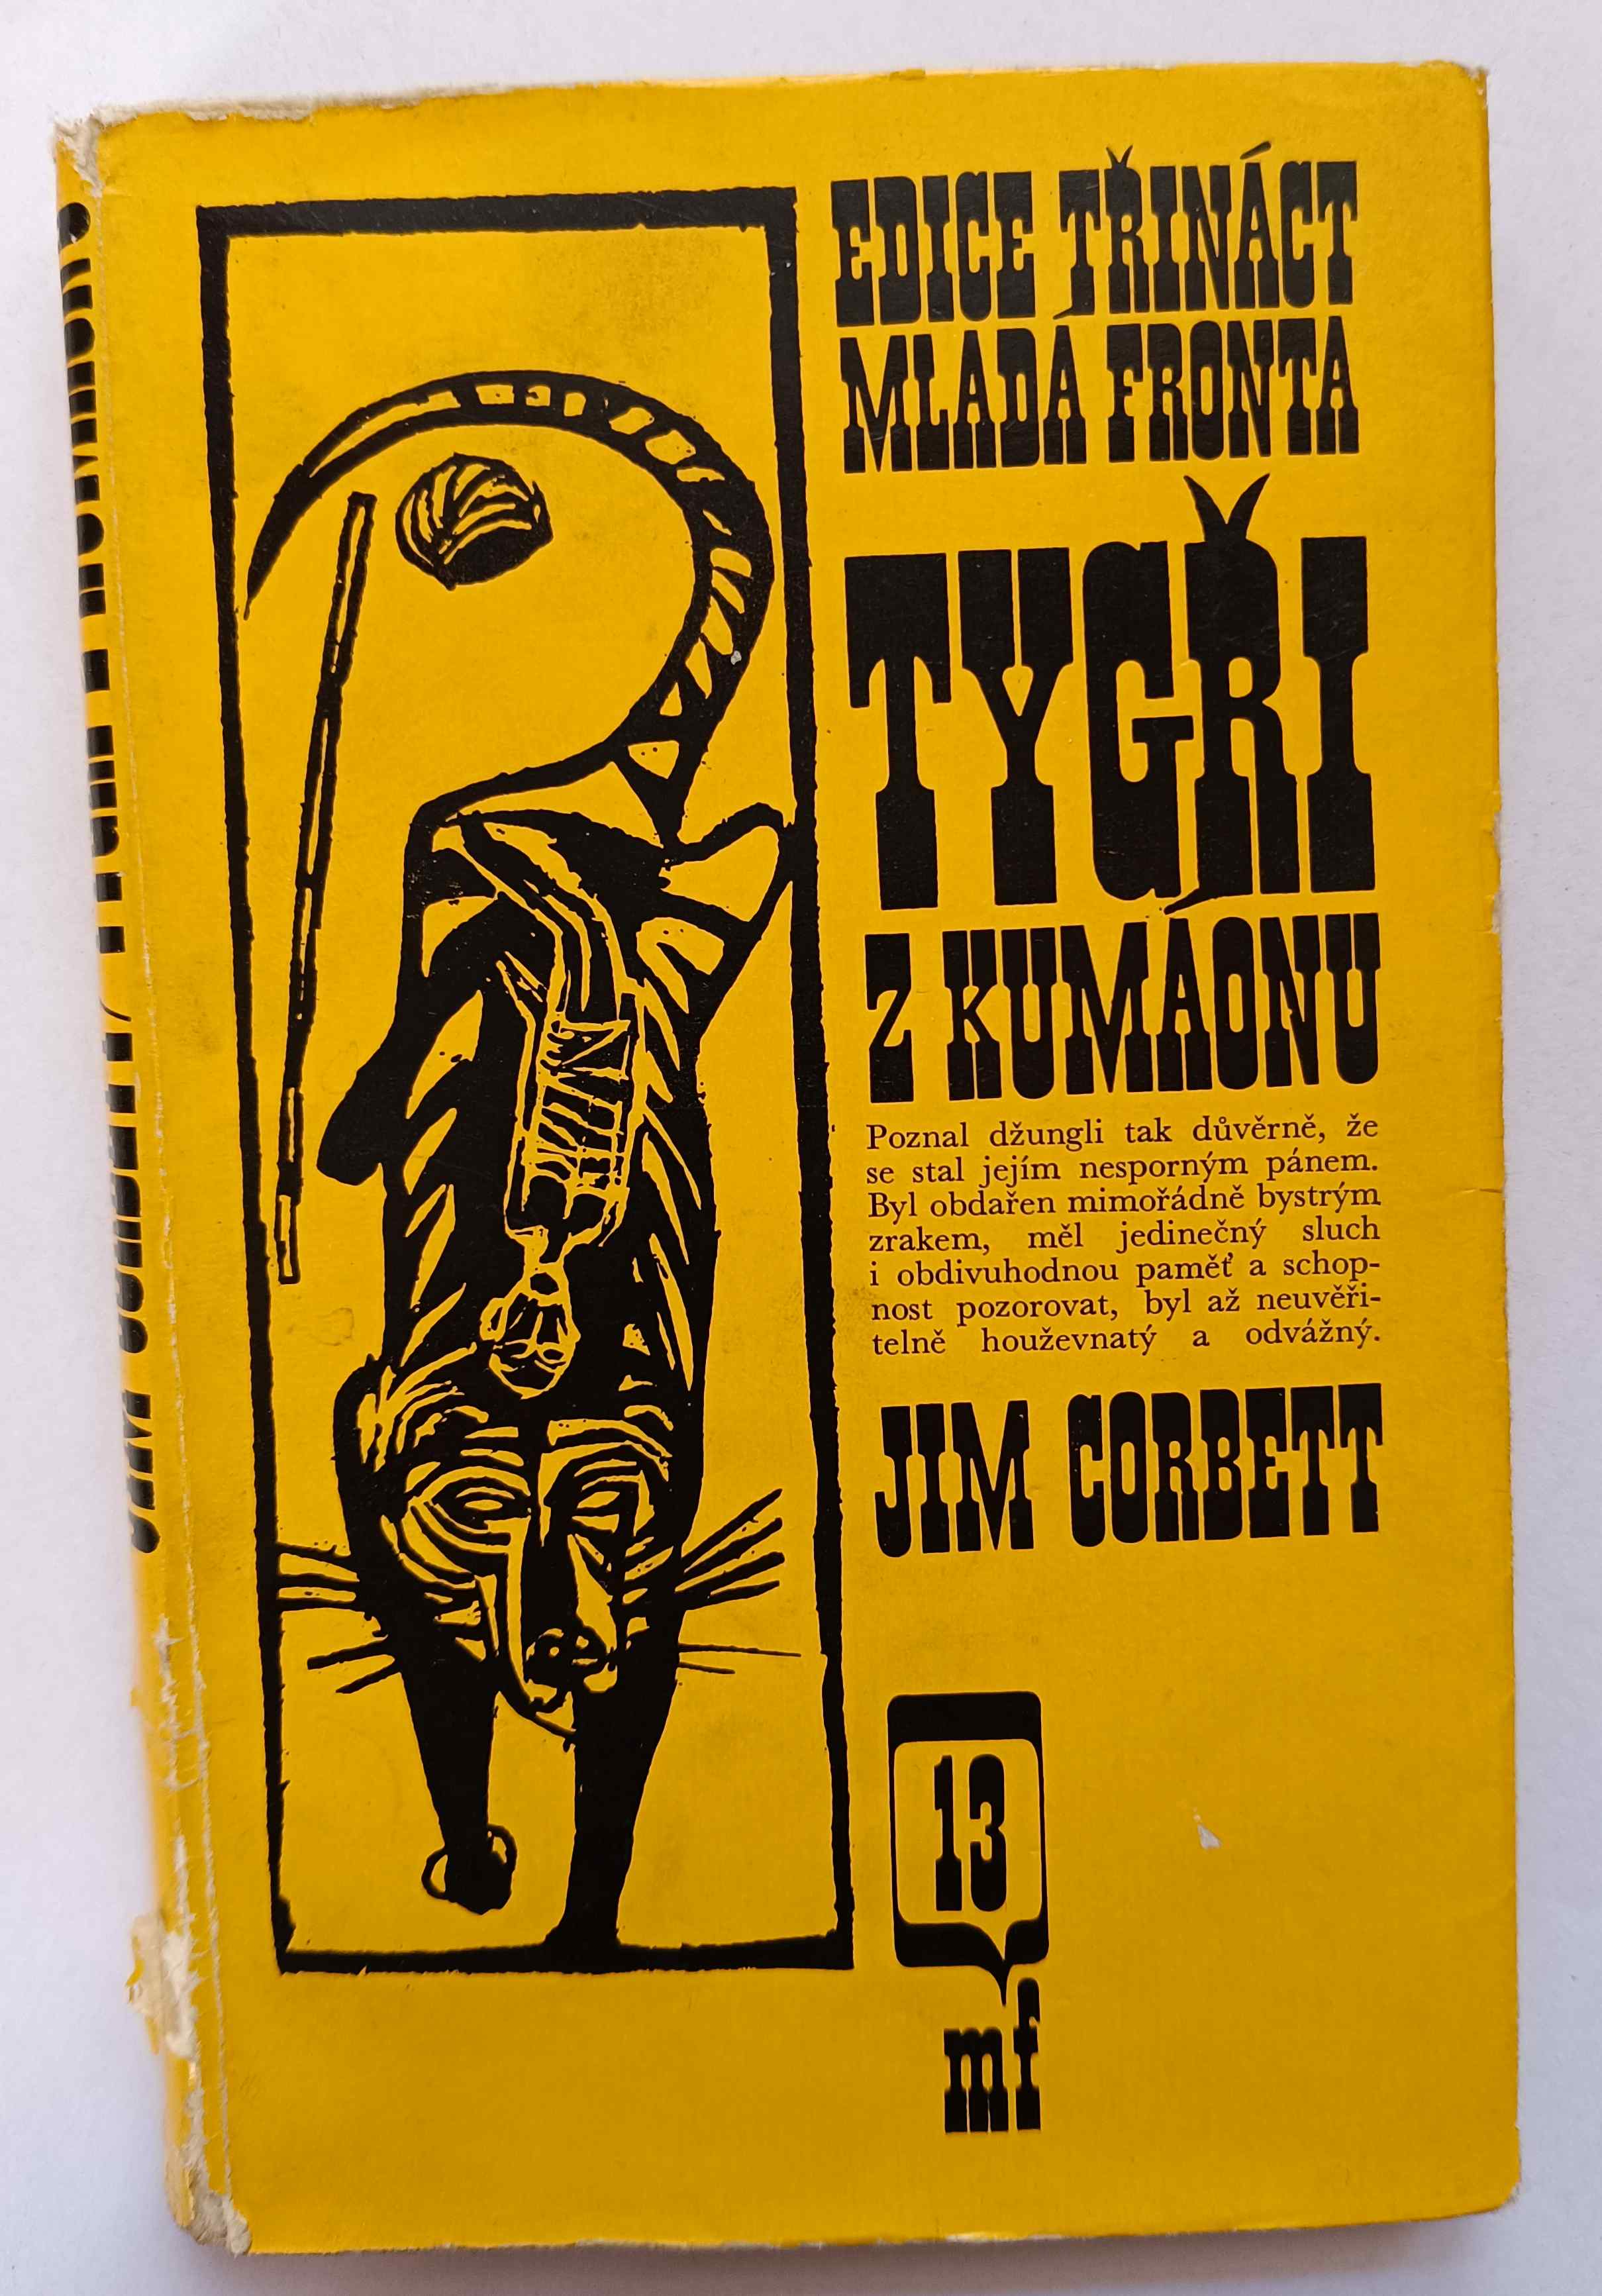 EDICE TŘINÁCT
MLADÁ FRONTA
TYGŘI
Z KUMÁONU
Poznal džungli tak důvěrně, že
se stal jejím nesporným pánem.
Byl obdařen mimořádně bystrým
zrakem, měl jedinečný sluch
i obdivuhodnou paměť a schop-
nost pozorovat, byl až neuvěři-
telně houževnatý a odvážný.
JIM CORBETT
13
mf